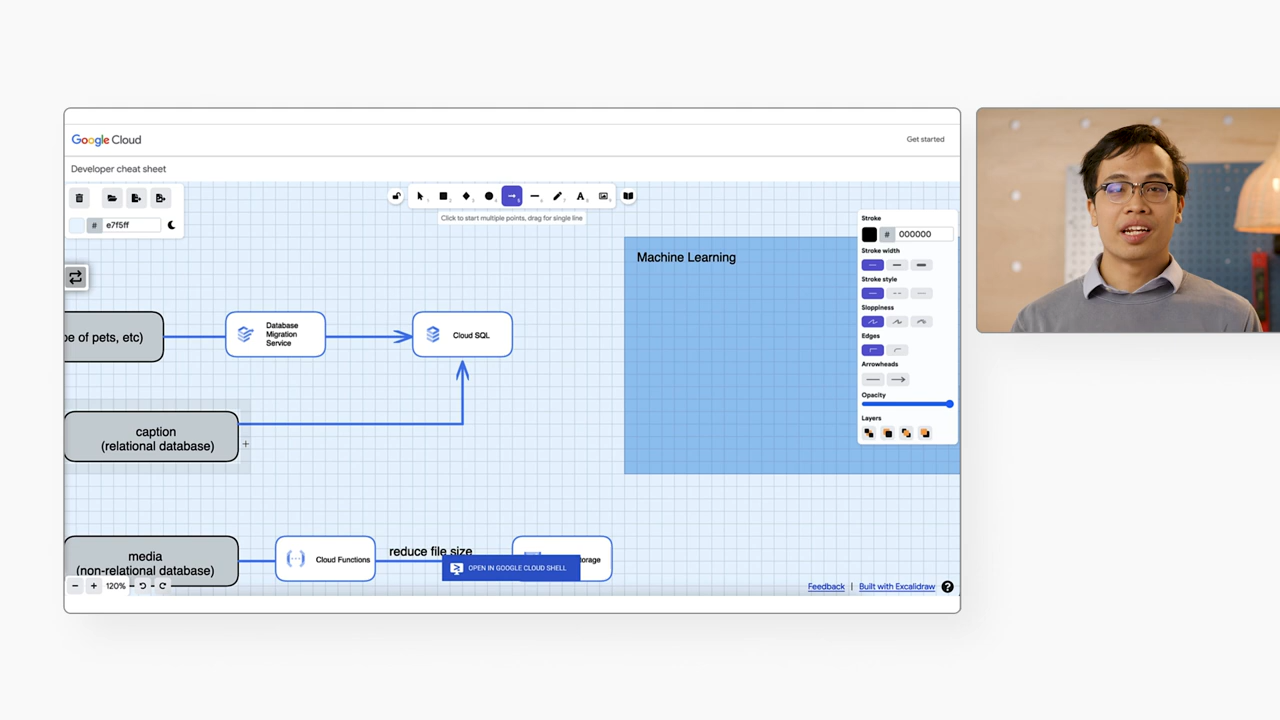 Google Cloud
Get started
Developer cheat sheet
# e7f5ff
Click to start multiple points, drag for single line
A
Stroke
# 000000
Stroke width
Stroke style
Sloppiness
Edges
Arrowheads
Opacity
Layers
Machine Learning
pe of pets, etc)
Database
Migration
Service
Cloud SQL
caption
(relational database)
media
(non-relational database)
Cloud Functions
reduce file size
orage
OPEN IN GOOGLE CLOUD SHELL
− + 120%
Feedback | Built with Excalidraw ?